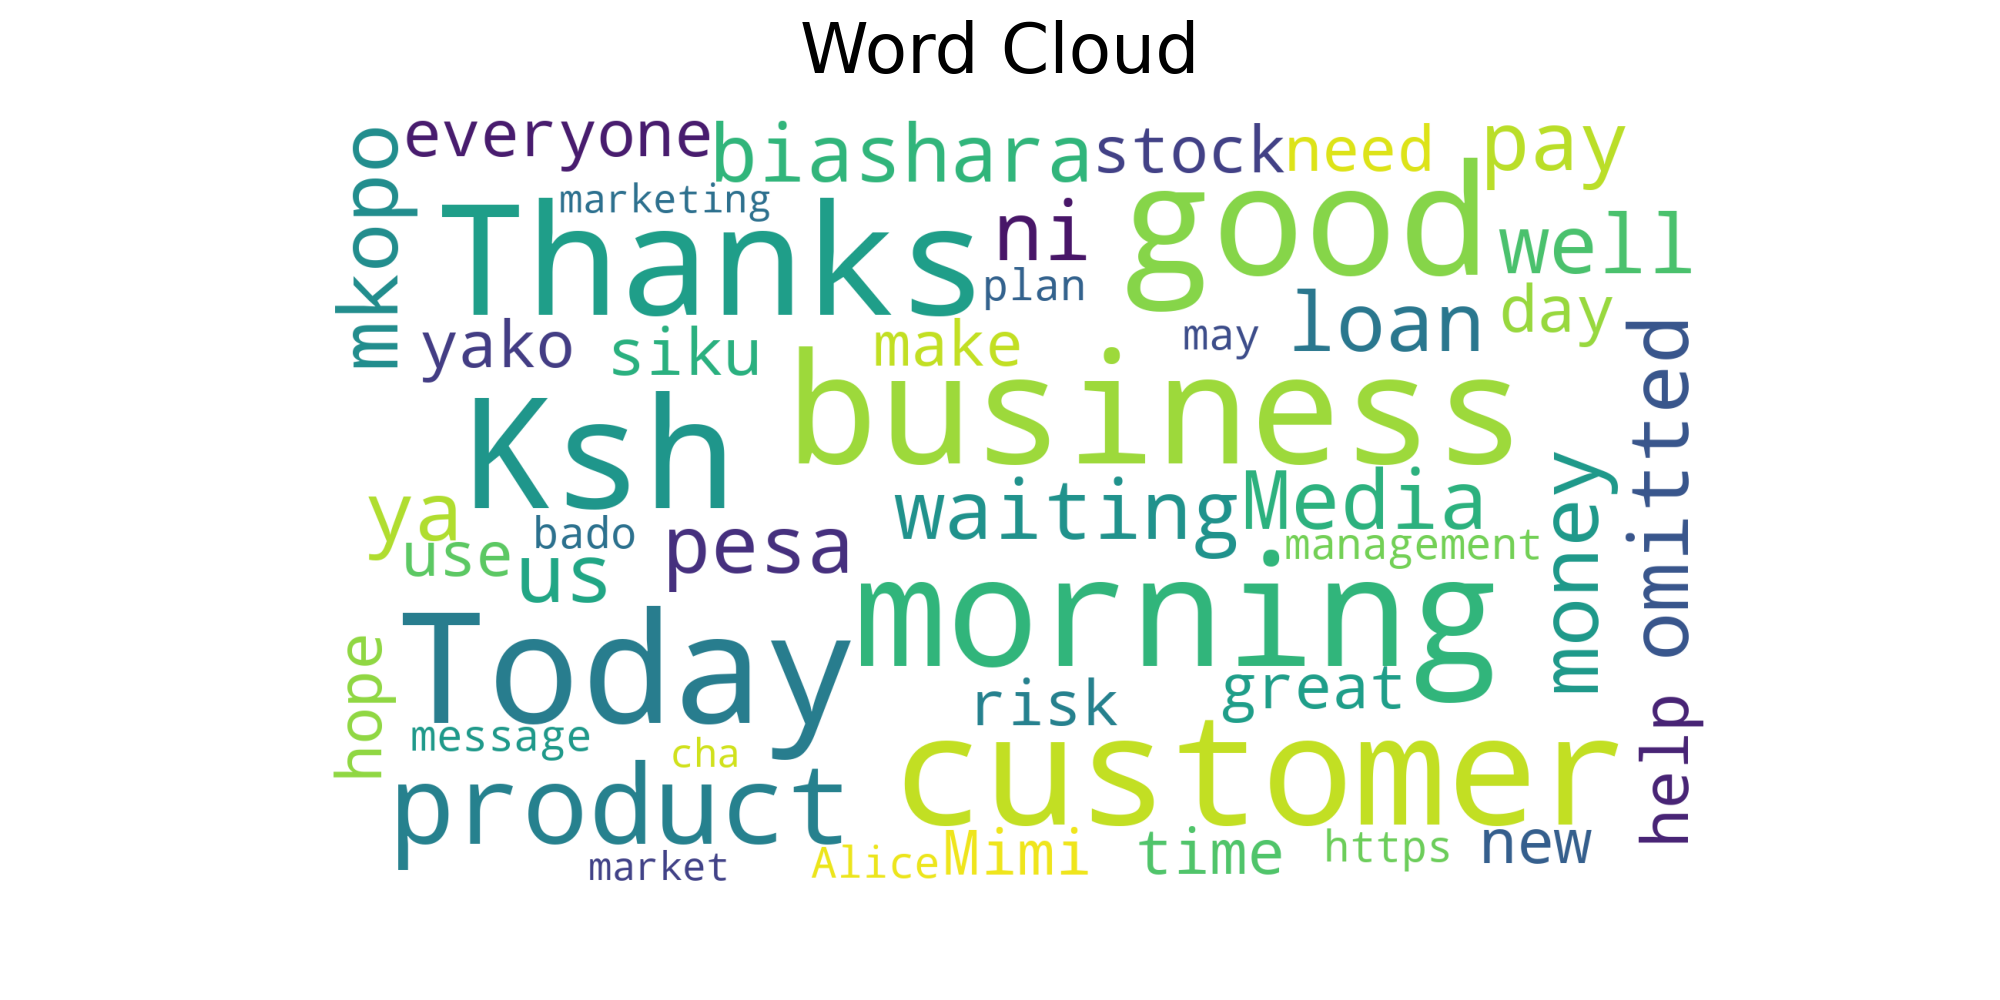 Word Cloud
everyone
biashara
stock
need
pay
mkopo
marketing
Thanks
ni
good
well
plan
day
yako
siku
make
may
loan
omitted
business
Ksh
ya
waiting
Media
money
bado
use
us
pesa
management
morning
Today
hope
risk
great
help
message
cha
customer
product
market
Alice
Mimi
time
https
new